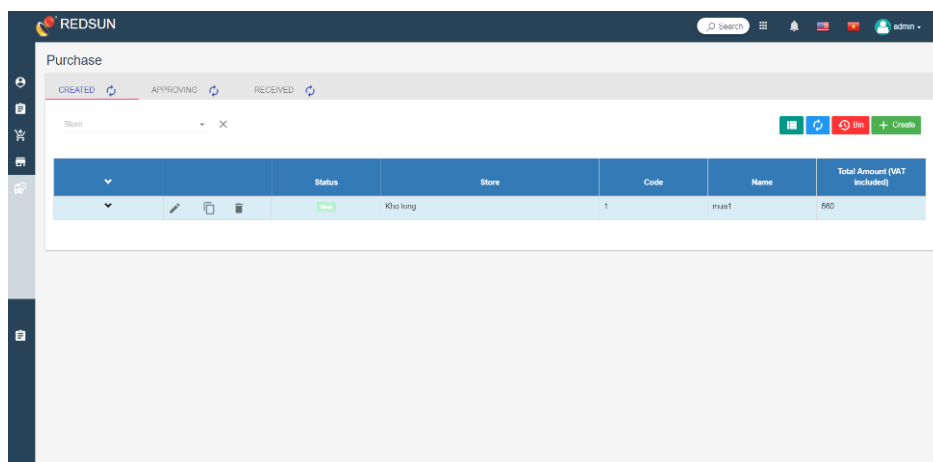 REDSUN
Search
admin
Purchase
CREATED
APPROVING
RECEIVED
Store
Bin
Create
Status
Store
Code
Name
Total Amount (VAT
included)
New
Kho tong
1
mua1
660